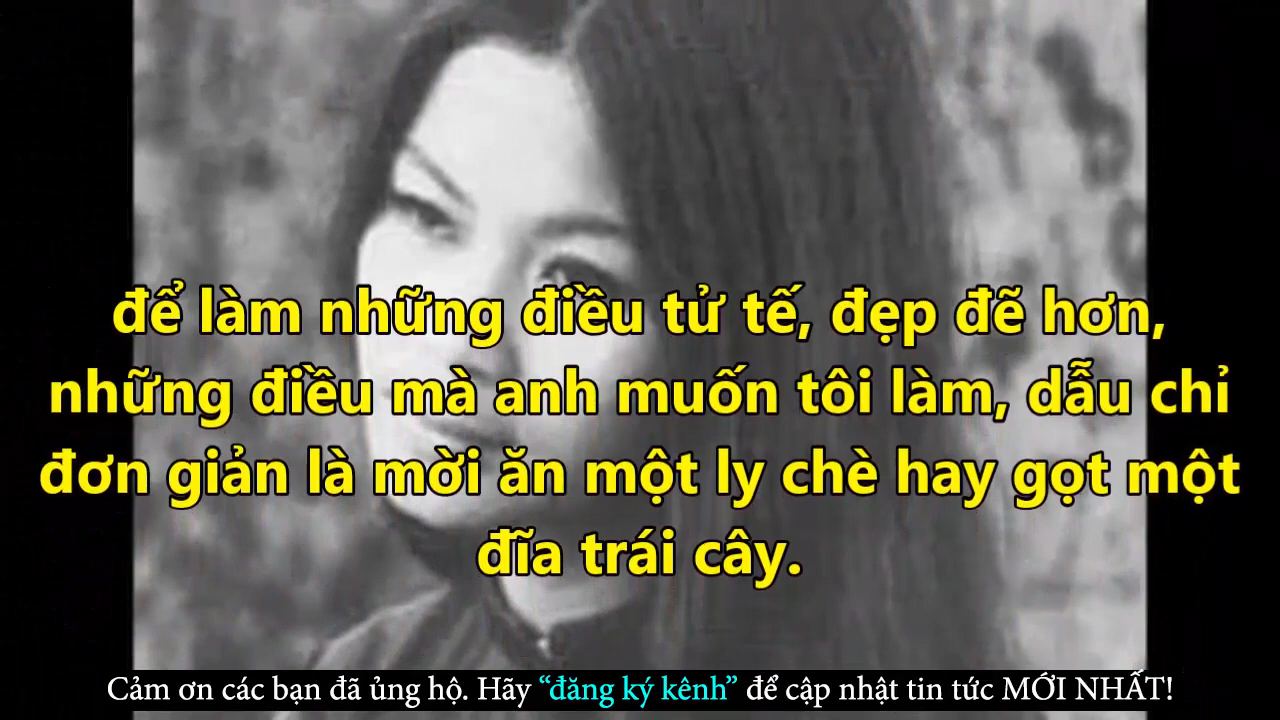 để làm những điều tử tế, đẹp đẽ hơn,
những điều mà anh muốn tôi làm, dẫu chỉ
đơn giản là mời ăn một ly chè hay gọt một
đĩa trái cây.
Cảm ơn các bạn đã ủng hộ. Hãy “đăng ký kênh” để cập nhật tin tức MỚI NHẤT!